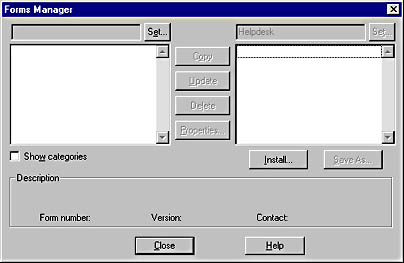 Forms Manager
Set... Helpdesk Set...
Copy
Update
Delete
Properties...
Show categories Install... Save As...
Description
Form number: Version: Contact:
Close Help